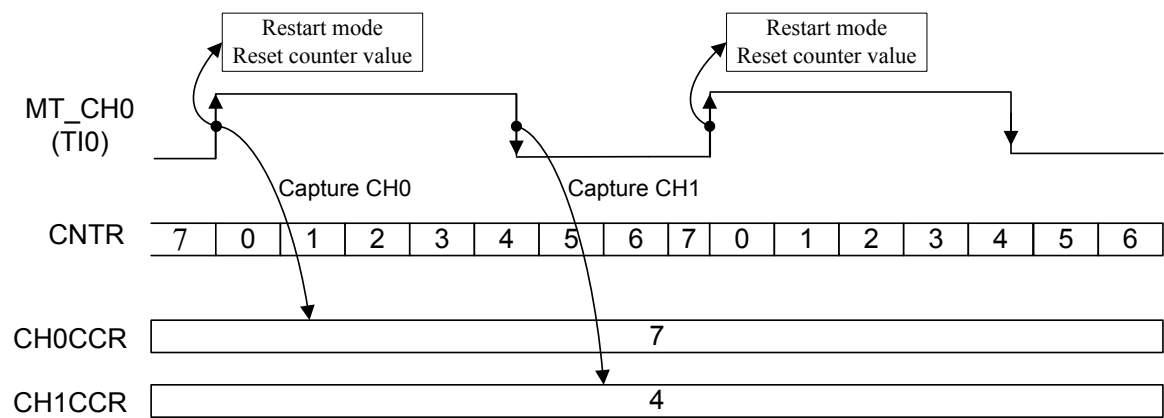 Restart mode
Reset counter value
Restart mode
Reset counter value
MT_CH0
(TI0)
Capture CH0
Capture CH1
CNTR 7 0 1 2 3 4 5 6 7 0 1 2 3 4 5 6
CH0CCR 7
CH1CCR 4